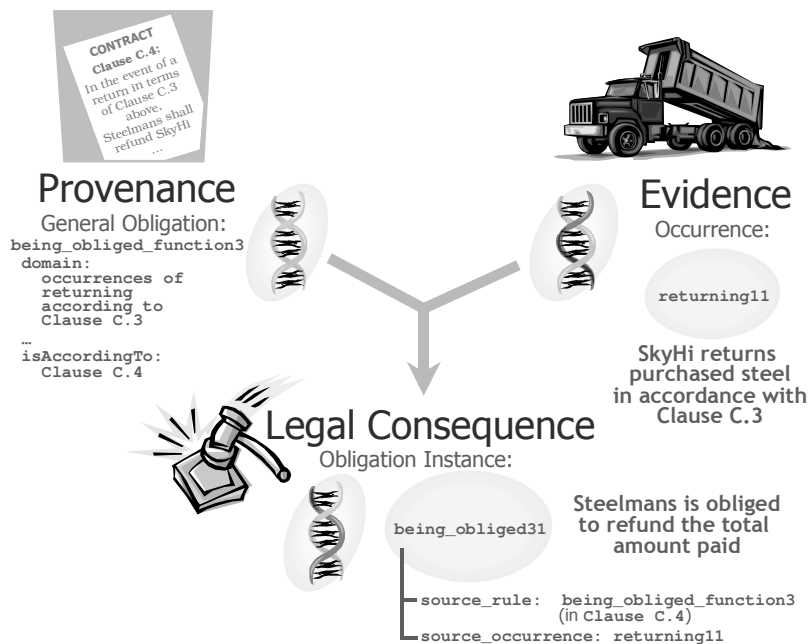 CONTRACT
Clause C.4:
In the event of a
return in terms
of Clause C.3
above,
Steelmans shall
refund SkyHi
...
Provenance
General Obligation:
being_obliged_function3
domain:
occurrences of
returning
according to
Clause C.3
…
isAccordingTo:
Clause C.4
Evidence
Occurrence:
returning11
SkyHi returns
purchased steel
in accordance with
Clause C.3
Legal Consequence
Obligation Instance:
being_obliged31
Steelmans is obliged
to refund the total
amount paid
source_rule: being_obliged_function3
(in Clause C.4)
source_occurrence: returning11